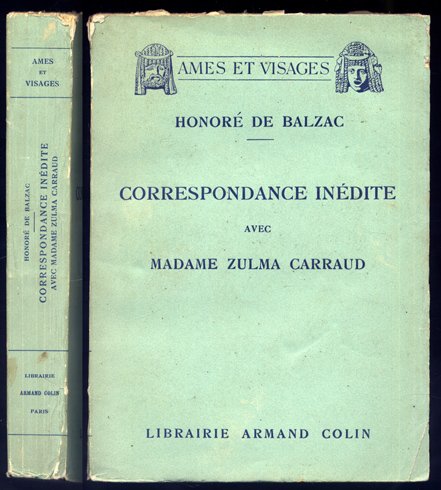 AMES
ET
VISAGES
HONORÉ DE BALZAC
CORRESPONDANCE INÉDITE
AVEC MADAME ZULMA CARRAUD
LIBRAIRIE
ARMAND COLIN
PARIS
AMES ET VISAGES
HONORÉ DE BALZAC
CORRESPONDANCE INÉDITE
AVEC
MADAME ZULMA CARRAUD
LIBRAIRIE ARMAND COLIN